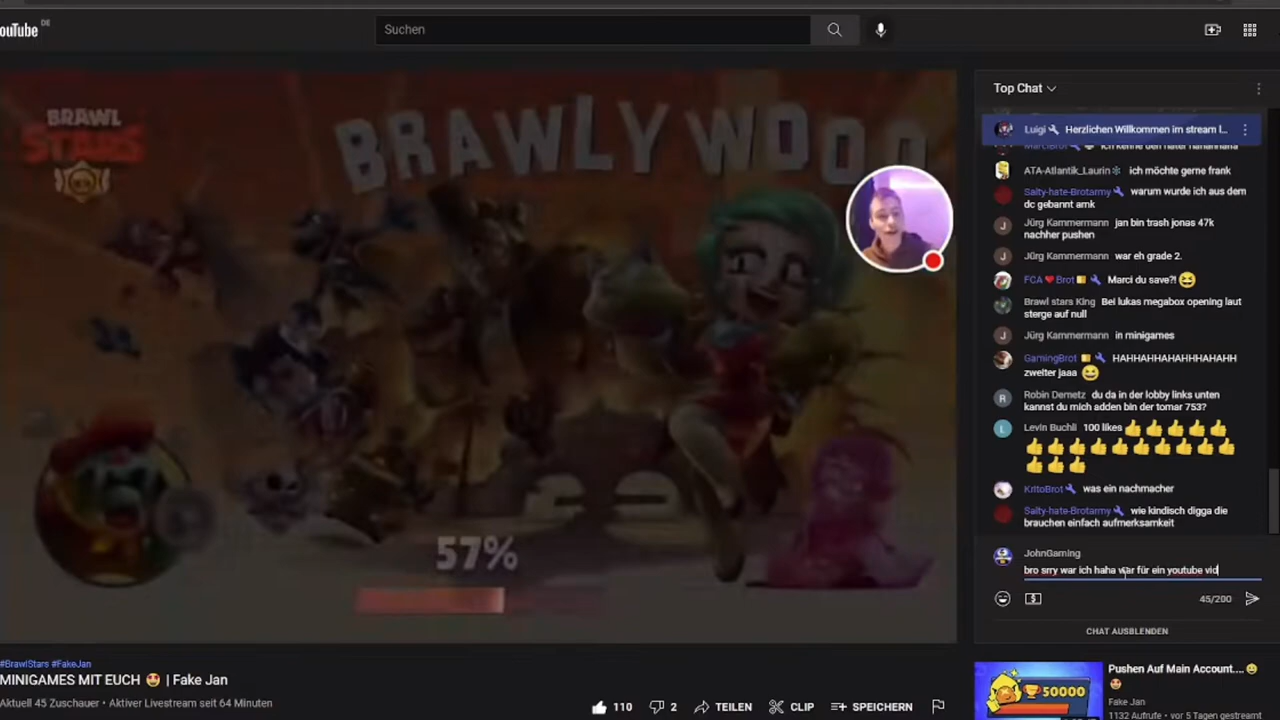 ouTube DE
Suchen
BRAWL
STARS
BRAWLYWOOD
57%
Top Chat
Luigi Herzlichen Willkommen im stream l...
ATA-Atlantik_Laurin ich möchte gerne frank
Salty-hate-Brotarmy warum wurde ich aus dem
dc gebannt amk
Jürg Kammermann jan bin trash jonas 47k
nachher pushen
Jürg Kammermann war eh grade 2.
FCA ❤ Brot Marci du save?! 😆
Brawl stars King Bei lukas megabox opening laut
sterge auf null
Jürg Kammermann in minigames
GamingBrot HAHHAHHAHAHHHAHAHH
zweiter jaaa 😆
Robin Demetz du da in der lobby links unten
kannst du mich adden bin der tomar 753?
Levin Buchli 100 likes 👍👍👍👍👍
👍👍👍👍👍👍👍👍👍👍
👍👍👍
KritoBrot was ein nachmacher
Salty-hate-Brotarmy wie kindisch digga die
brauchen einfach aufmerksamkeit
JohnGaming
bro srry war ich haha war für ein youtube vid
45/200
CHAT AUSBLENDEN
#BrawlStars #FakeJan
MINIGAMES MIT EUCH 🤩 | Fake Jan
Aktuell 45 Zuschauer • Aktiver Livestream seit 64 Minuten
110 2 TEILEN CLIP SPEICHERN
50000
Pushen Auf Main Account....
Fake Jan
1132 Aufrufe • vor 5 Tagen gestreamt